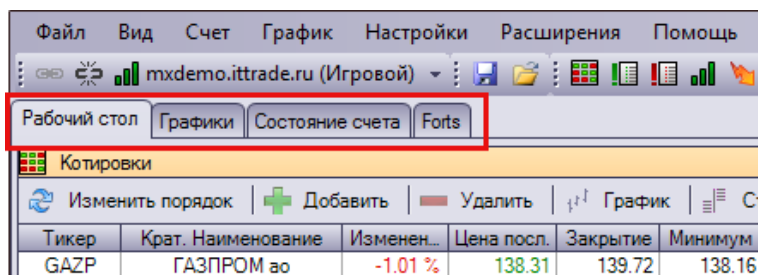 Файл Вид Счет График Настройки Расширения Помощь
mxdemo.ittrade.ru (Игровой)
Рабочий стол Графики Состояние счета Forts
Котировки
Изменить порядок Добавить Удалить График
Тикер Крат. Наименование Изменен... Цена посл. Закрытие Минимум
GAZP ГАЗПРОМ ао -1.01 % 138.31 139.72 138.16